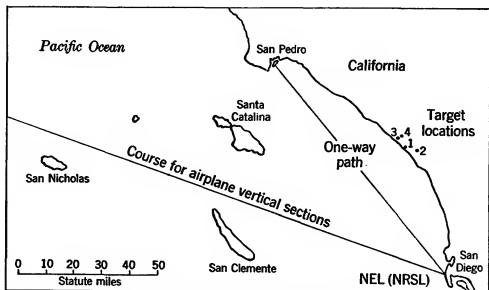 Pacific Ocean
San Pedro
California
Santa
Catalina
Target
locations
3 4
1
2
One-way
path
Course for airplane vertical sections
San Nicholas
San Clemente
San
Diego
NEL (NRSL)
0 10 20 30 40 50
Statute miles